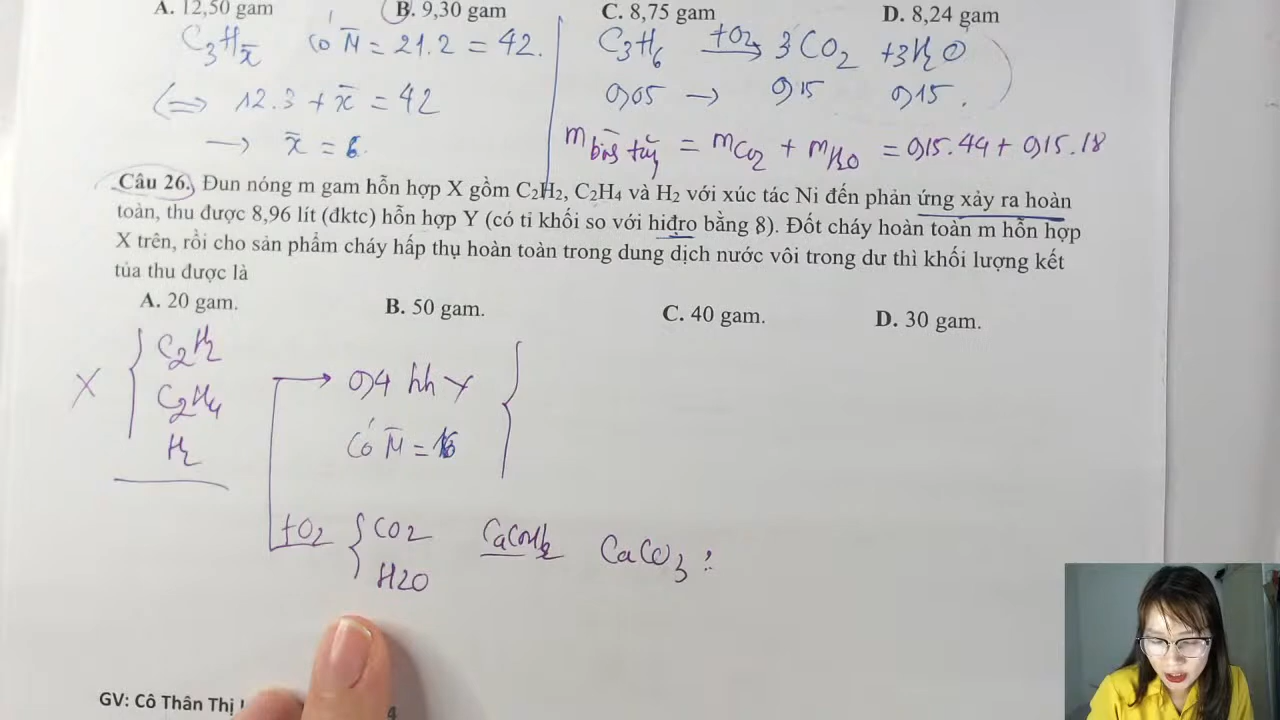 A. 12,50 gam B. 9,30 gam C. 8,75 gam D. 8,24 gam
C3Hx̄ có M̄ = 21.2 = 42.
<=> 12.3 + x̄ = 42
→ x̄ = 6.
C3H6 +O2→ 3CO2 + 3H2O
0,05 → 0,15 0,15.
m bình tăng = mCO2 + mH2O = 0,15.44 + 0,15.18
Câu 26. Đun nóng m gam hỗn hợp X gồm C2H2, C2H4 và H2 với xúc tác Ni đến phản ứng xảy ra hoàn
toàn, thu được 8,96 lít (đktc) hỗn hợp Y (có tỉ khối so với hiđro bằng 8). Đốt cháy hoàn toàn m hỗn hợp
X trên, rồi cho sản phẩm cháy hấp thụ hoàn toàn trong dung dịch nước vôi trong dư thì khối lượng kết
tủa thu được là
A. 20 gam. B. 50 gam. C. 40 gam. D. 30 gam.
X { C2H2
C2H4
H2
→ 0,4 hh Y {
Có M̄ = 16
+O2 { CO2 Ca(OH)2 CaCO3 ?
H2O
GV: Cô Thân Thị
4